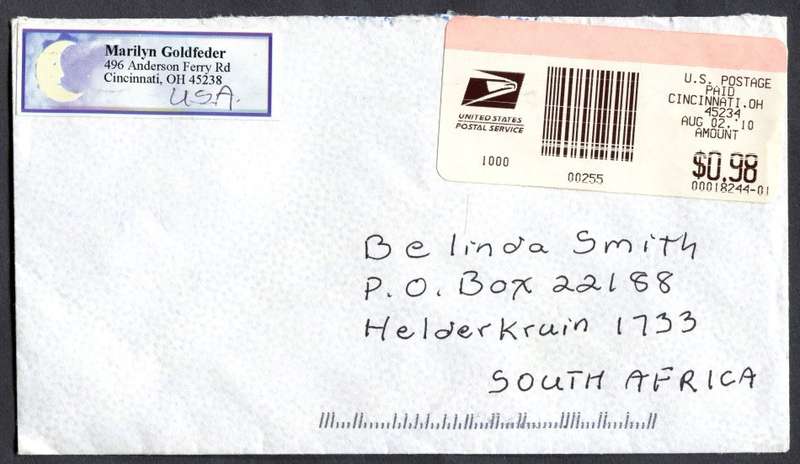 Marilyn Goldfeder
496 Anderson Ferry Rd
Cincinnati, OH 45238
U.S.A.
UNITED STATES
POSTAL SERVICE
1000
00255
U.S. POSTAGE
PAID
CINCINNATI.OH
45234
AUG 02.'10
AMOUNT
$0.98
00018244-01
Belinda Smith
P.O. Box 22188
Helderkruin 1733
SOUTH AFRICA